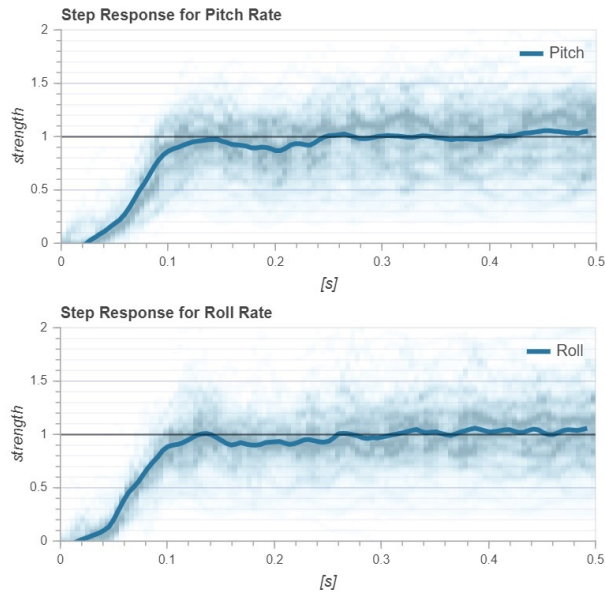 Step Response for Pitch Rate
2
1.5
1
0.5
0
strength
Pitch
0 0.1 0.2 0.3 0.4 0.5
[s]
Step Response for Roll Rate
2
1.5
1
0.5
0
strength
Roll
0 0.1 0.2 0.3 0.4 0.5
[s]